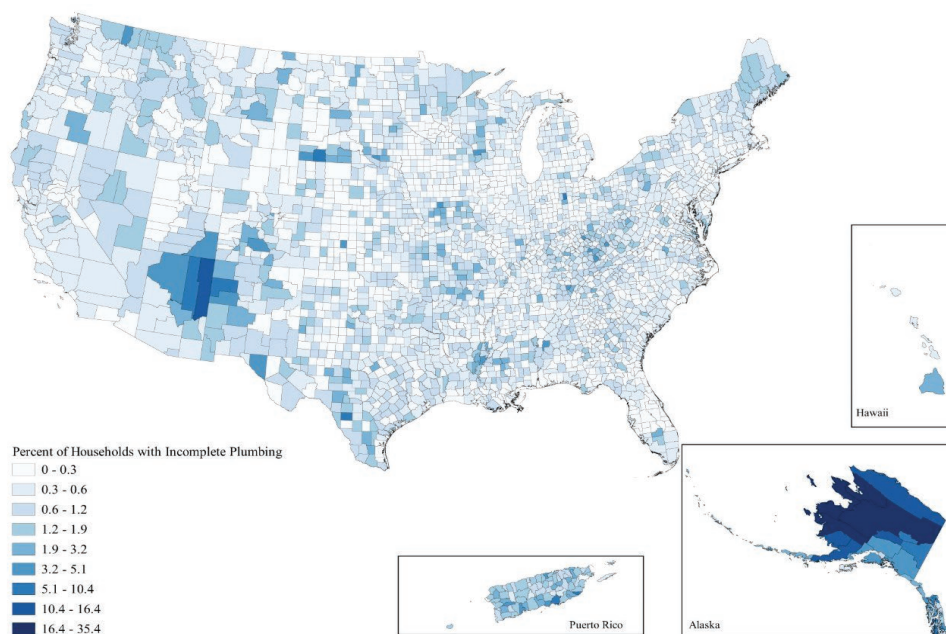 Hawaii
Percent of Households with Incomplete Plumbing
0 - 0.3
0.3 - 0.6
0.6 - 1.2
1.2 - 1.9
1.9 - 3.2
3.2 - 5.1
5.1 - 10.4
10.4 - 16.4
16.4 - 35.4
Puerto Rico
Alaska